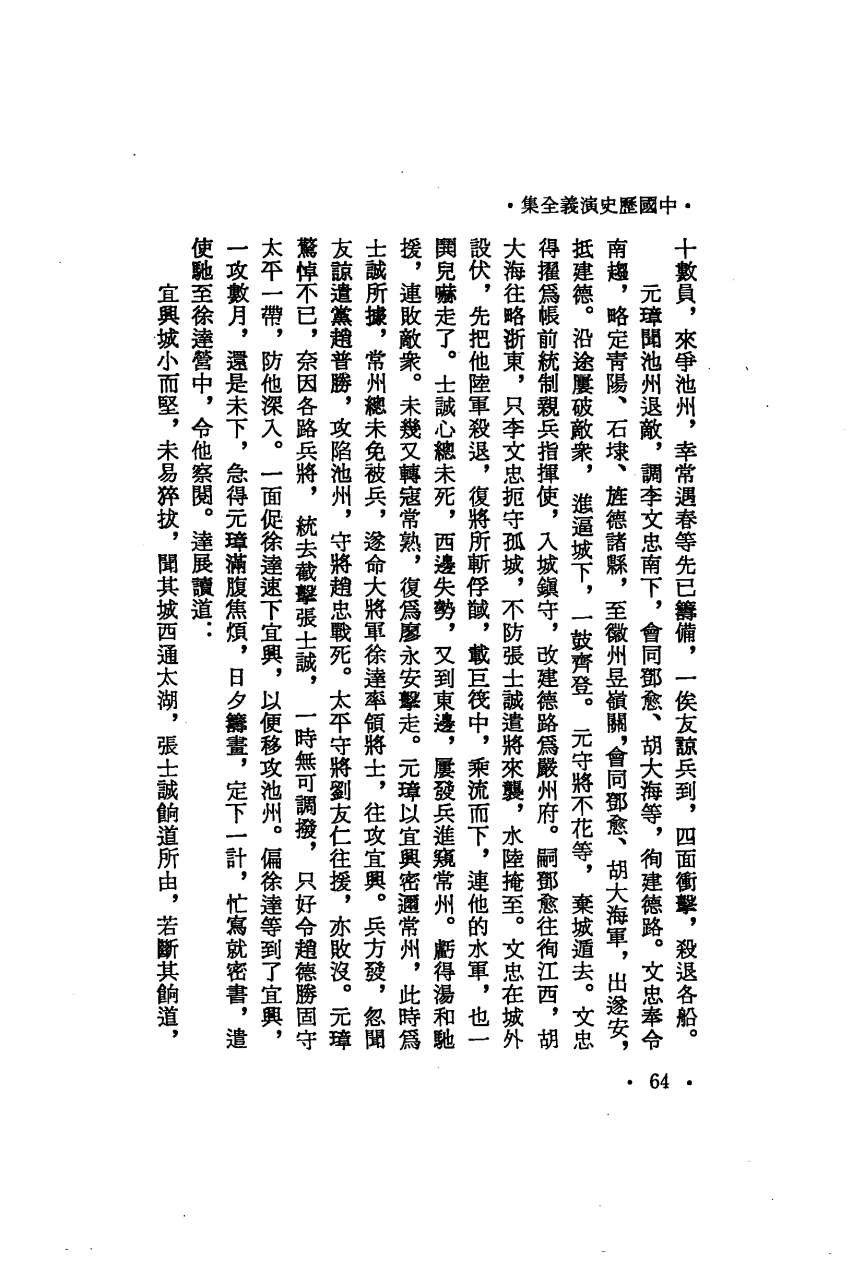 ·中國歷史演義全集·
十數員，來爭池州，幸常遇春等先已籌備，一俟友諒兵到，四面衝擊，殺退各船。
元璋聞池州退敵，調李文忠南下，會同鄧愈、胡大海等，徇建德路。文忠奉令
南趨，略定青陽、石埭、旌德諸縣，至徽州昱嶺關，會同鄧愈、胡大海軍，出遂安，
抵建德。沿途屢破敵衆，進逼城下，一鼓齊登。元守將不花等，棄城遁去。文忠
得擢爲帳前統制親兵指揮使，入城鎭守，改建德路爲嚴州府。嗣鄧愈往徇江西，胡
大海往略浙東，只李文忠扼守孤城，不防張士誠遣將來襲，水陸掩至。文忠在城外
設伏，先把他陸軍殺退，復將所斬俘馘，載巨筏中，乘流而下，連他的水軍，也一
鬨兒嚇走了。士誠心總未死，西邊失勢，又到東邊，屢發兵進窺常州。虧得湯和馳
援，連敗敵衆。未幾又轉寇常熟，復爲廖永安擊走。元璋以宜興密邇常州，此時爲
士誠所據，常州總未免被兵，遂命大將軍徐達率領將士，往攻宜興。兵方發，忽聞
友諒遣黨趙普勝，攻陷池州，守將趙忠戰死。太平守將劉友仁往援，亦敗沒。元璋
驚悼不已，奈因各路兵將，統去截擊張士誠，一時無可調撥，只好令趙德勝固守
太平一帶，防他深入。一面促徐達速下宜興，以便移攻池州。偏徐達等到了宜興，
一攻數月，還是未下，急得元璋滿腹焦煩，日夕籌畫，定下一計，忙寫就密書，遣
使馳至徐達營中，令他察閱。達展讀道：
宜興城小而堅，未易猝拔，聞其城西通太湖，張士誠餉道所由，若斷其餉道，
·64·